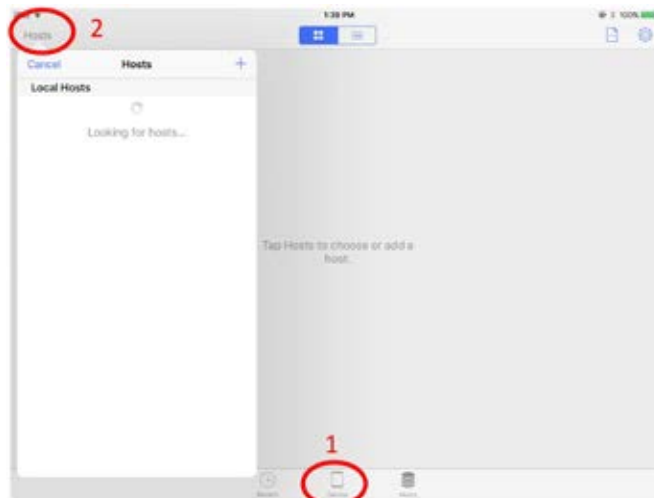 1:20 PM
100%
2
Hosts
Cancel Hosts +
Local Hosts
Looking for hosts...
Tap Hosts to choose or add a
host.
1